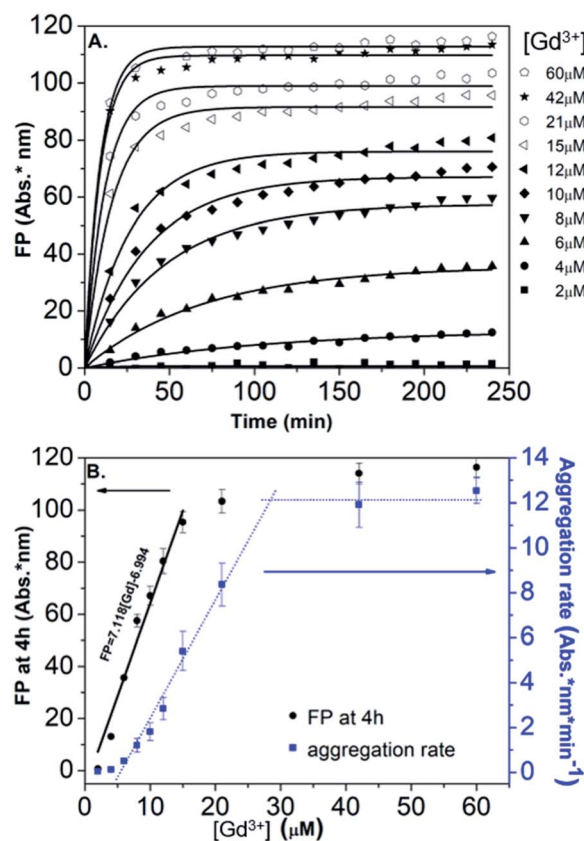 A.
FP (Abs.* nm)
120
100
80
60
40
20
0
0 50 100 150 200 250
Time (min)
[Gd³⁺]
60μM
42μM
21μM
15μM
12μM
10μM
8μM
6μM
4μM
2μM
B.
FP at 4h (Abs.*nm)
120
100
80
60
40
20
0
FP=7.118[Gd]-6.994
FP at 4h
aggregation rate
14
12
10
8
6
4
2
0
Aggregation rate (Abs.*nm*min⁻¹)
0 10 20 30 40 50 60
[Gd³⁺] (μM)